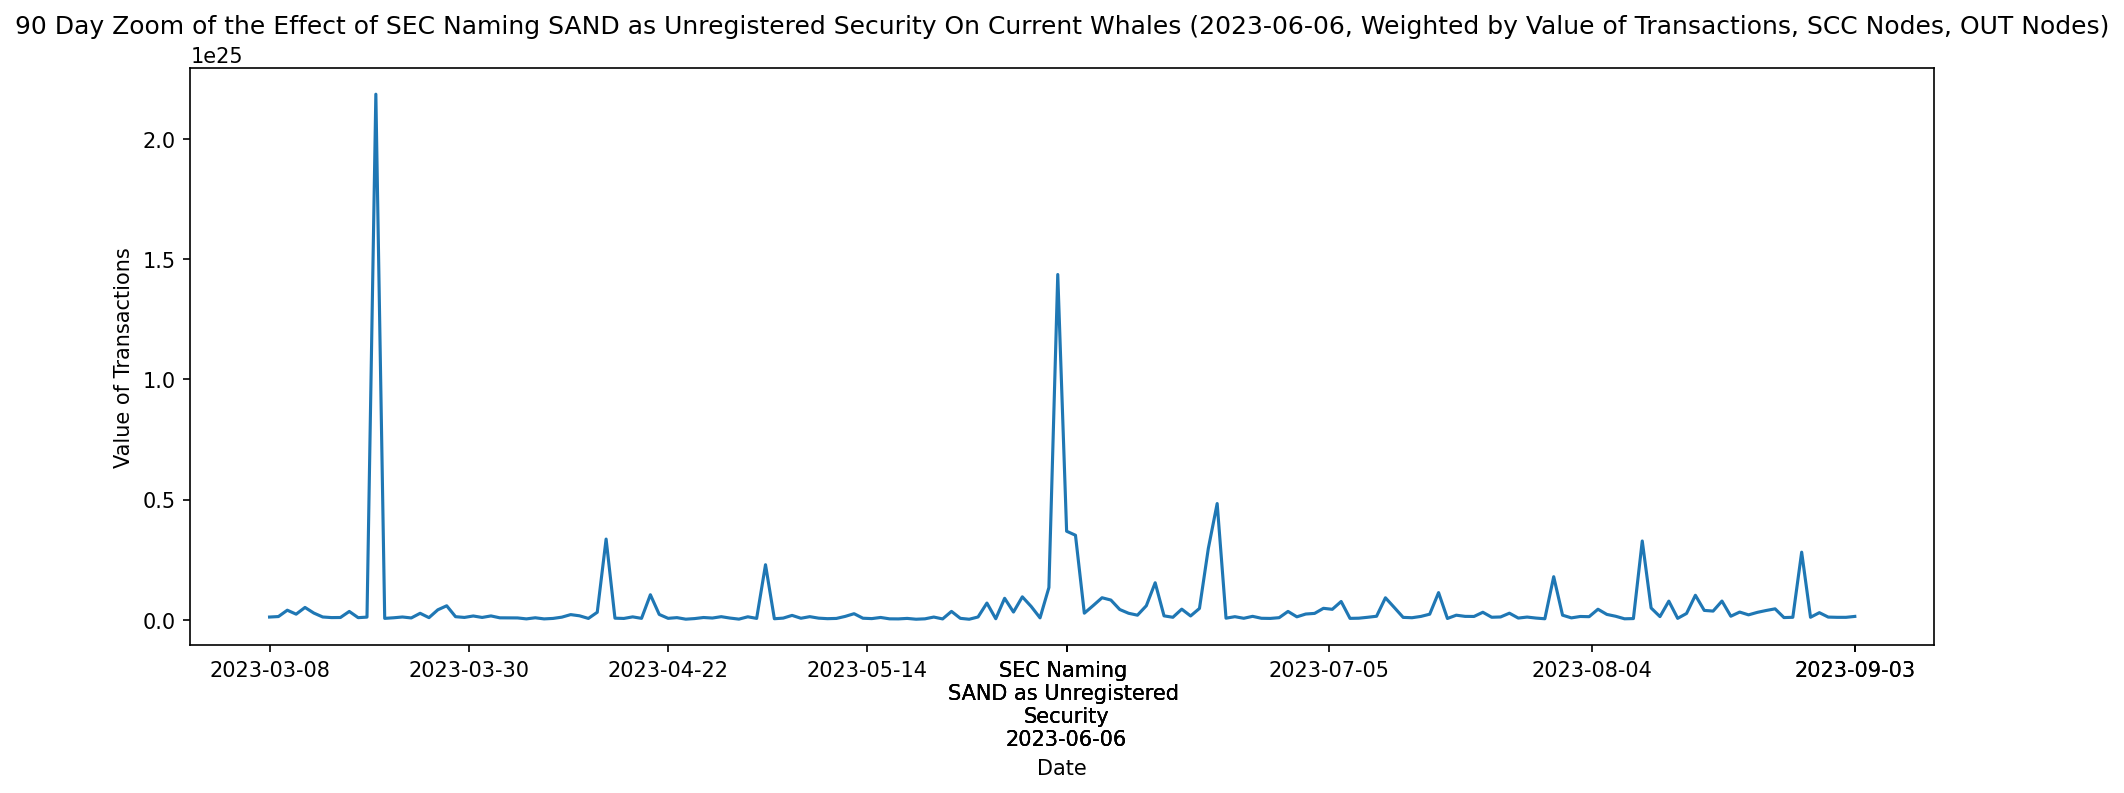 90 Day Zoom of the Effect of SEC Naming SAND as Unregistered Security On Current Whales (2023-06-06, Weighted by Value of Transactions, SCC Nodes, OUT Nodes)
1e25
2.0
1.5
1.0
0.5
0.0
Value of Transactions
2023-03-08
2023-03-30
2023-04-22
2023-05-14
SEC Naming
SAND as Unregistered
Security
2023-06-06
2023-07-05
2023-08-04
2023-09-03
Date